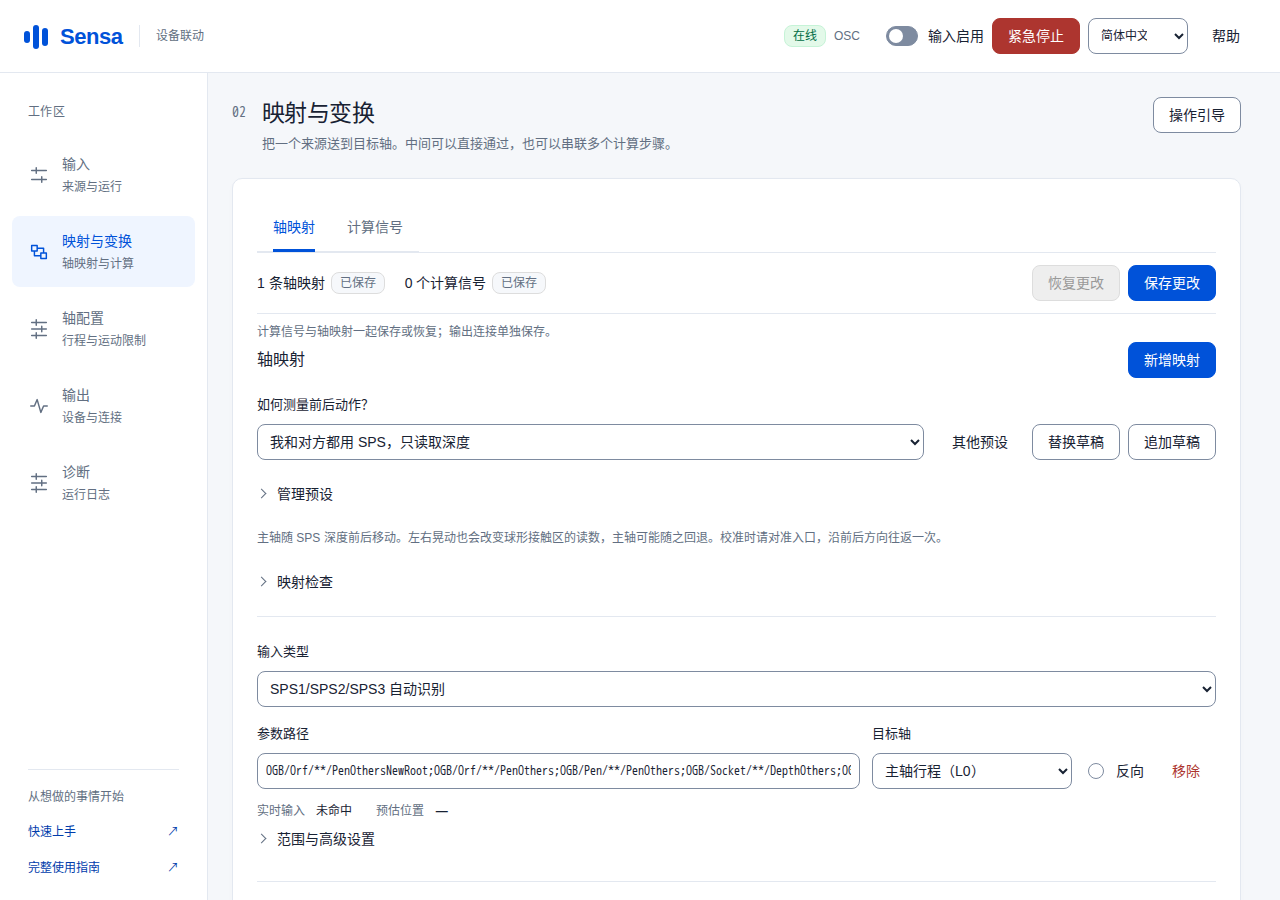 Sensa
设备联动
在线 OSC 输入启用 紧急停止 简体中文 帮助
工作区
输入
来源与运行
映射与变换
轴映射与计算
轴配置
行程与运动限制
输出
设备与连接
诊断
运行日志
从想做的事情开始
快速上手 ↗
完整使用指南 ↗
02 映射与变换
把一个来源送到目标轴。中间可以直接通过，也可以串联多个计算步骤。
操作引导
轴映射 计算信号
1 条轴映射 已保存 0 个计算信号 已保存 恢复更改 保存更改
计算信号与轴映射一起保存或恢复；输出连接单独保存。
轴映射 新增映射
如何测量前后动作？
我和对方都用 SPS，只读取深度 其他预设 替换草稿 追加草稿
管理预设
主轴随 SPS 深度前后移动。左右晃动也会改变球形接触区的读数，主轴可能随之回退。校准时请对准入口，沿前后方向往返一次。
映射检查
输入类型
SPS1/SPS2/SPS3 自动识别
参数路径 目标轴
OGB/Orf/**/PenOthersNewRoot;OGB/Orf/**/PenOthers;OGB/Pen/**/PenOthers;OGB/Socket/**/DepthOthers;OG 主轴行程（L0） 反向 移除
实时输入 未命中 预估位置 —
范围与高级设置